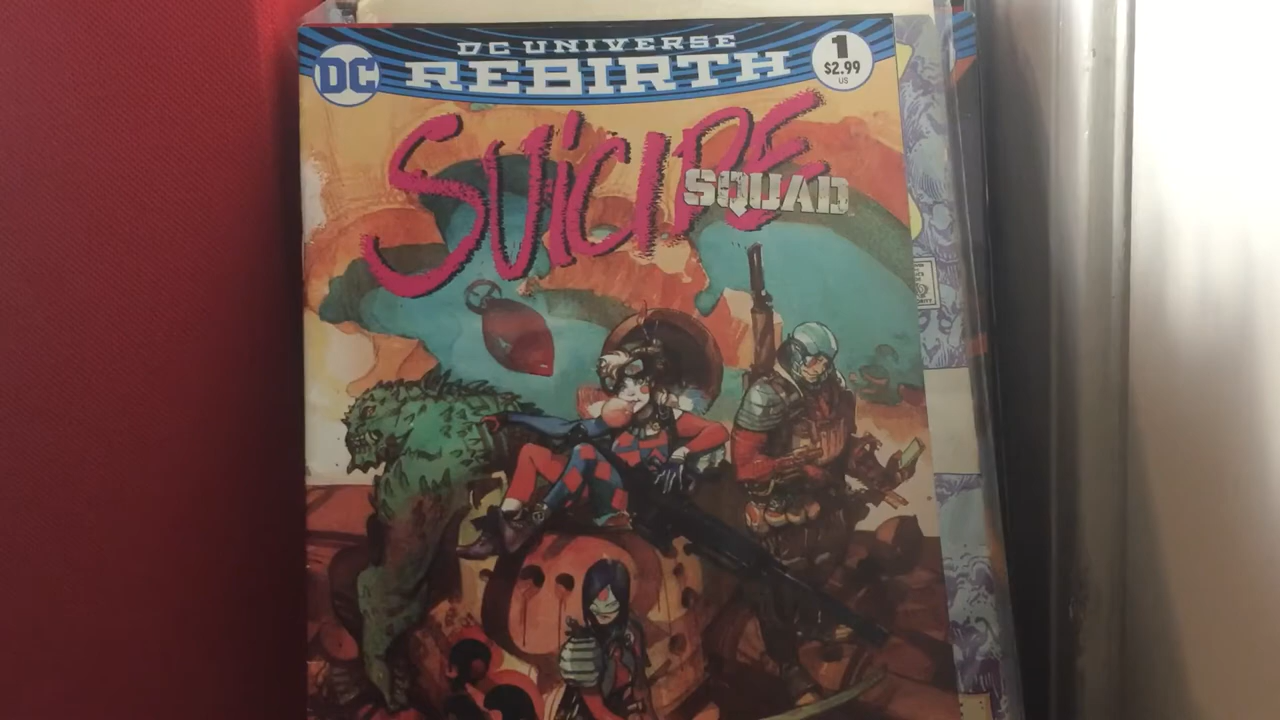 DC UNIVERSE
REBIRTH
DC
1
$2.99
US
SUICIDE
SQUAD